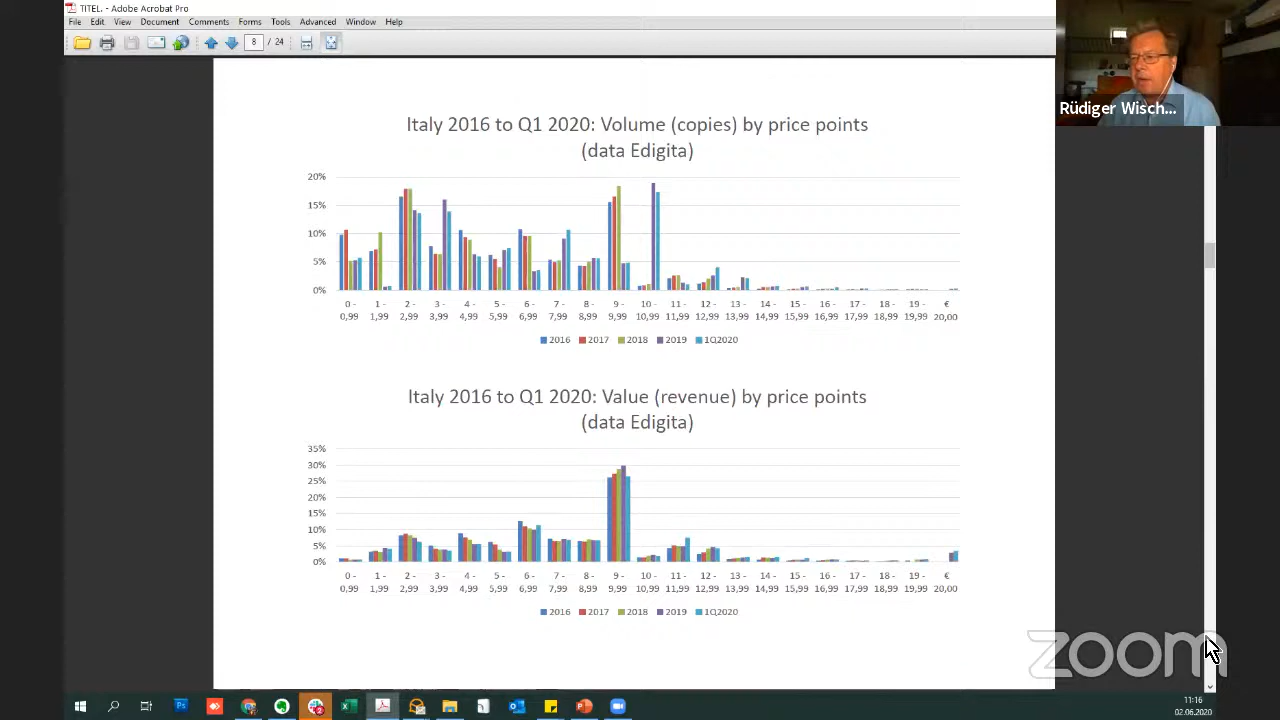 TITEL. - Adobe Acrobat Pro
File Edit View Document Comments Forms Tools Advanced Window Help
8 / 24
Rüdiger Wisch...
Italy 2016 to Q1 2020: Volume (copies) by price points
(data Edigita)
20%
15%
10%
5%
0%
0 - 1 - 2 - 3 - 4 - 5 - 6 - 7 - 8 - 9 - 10 - 11 - 12 - 13 - 14 - 15 - 16 - 17 - 18 - 19 - €
0,99 1,99 2,99 3,99 4,99 5,99 6,99 7,99 8,99 9,99 10,99 11,99 12,99 13,99 14,99 15,99 16,99 17,99 18,99 19,99 20,00
2016 2017 2018 2019 1Q2020
Italy 2016 to Q1 2020: Value (revenue) by price points
(data Edigita)
35%
30%
25%
20%
15%
10%
5%
0%
0 - 1 - 2 - 3 - 4 - 5 - 6 - 7 - 8 - 9 - 10 - 11 - 12 - 13 - 14 - 15 - 16 - 17 - 18 - 19 - €
0,99 1,99 2,99 3,99 4,99 5,99 6,99 7,99 8,99 9,99 10,99 11,99 12,99 13,99 14,99 15,99 16,99 17,99 18,99 19,99 20,00
2016 2017 2018 2019 1Q2020
zoom
11:16
02.06.2020